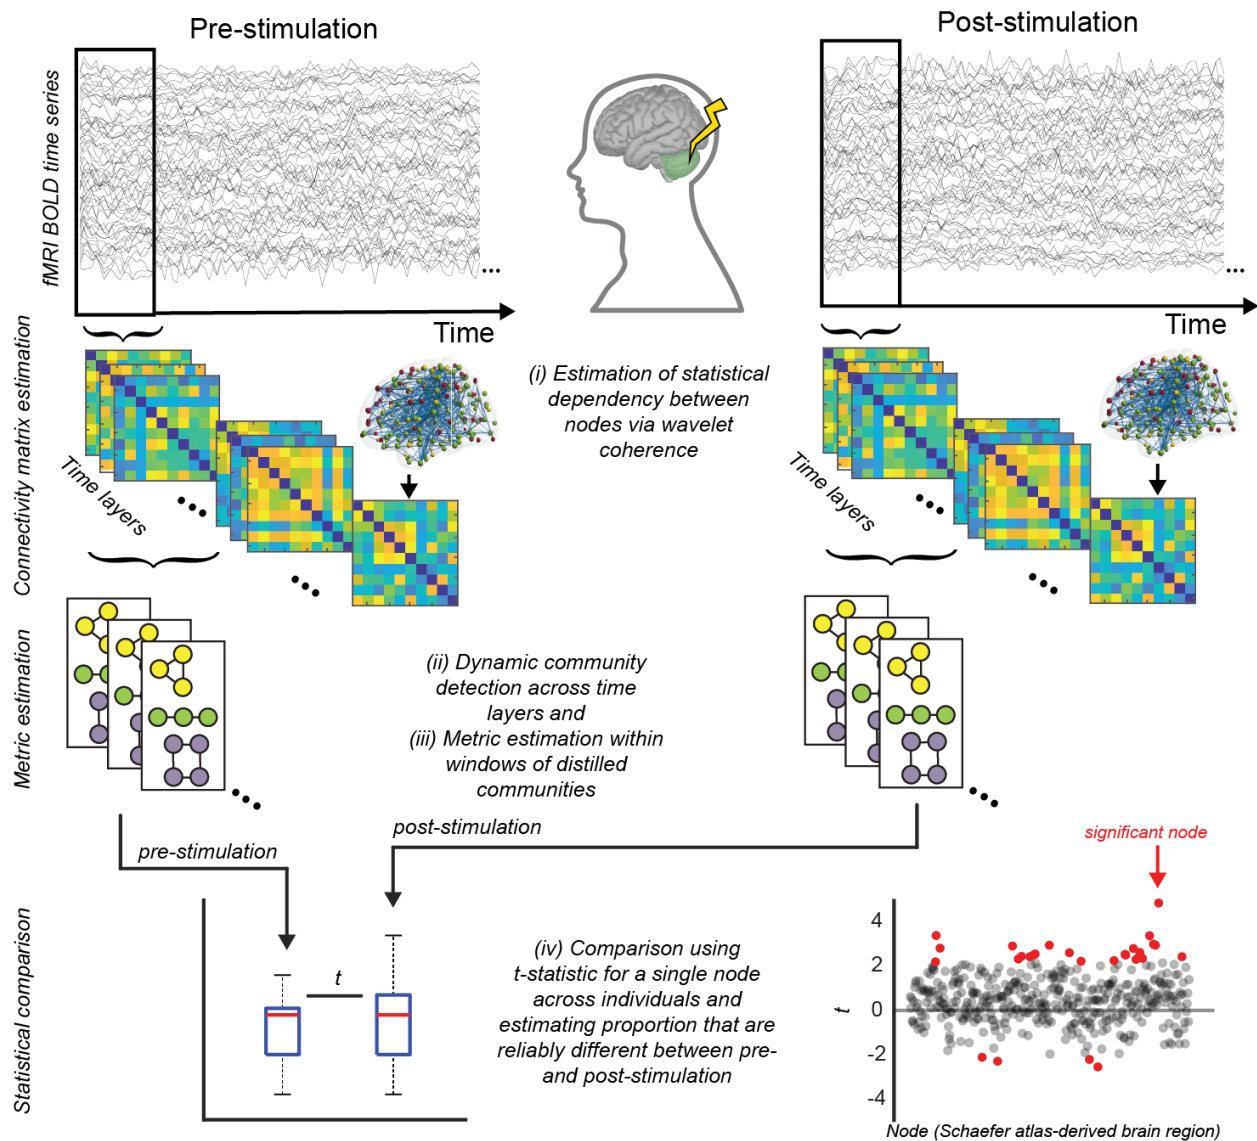 Pre-stimulation
Post-stimulation
fMRI BOLD time series
...
...
Time
Time
Connectivity matrix estimation
(i) Estimation of statistical
dependency between
nodes via wavelet
coherence
Time layers
Time layers
Metric estimation
(ii) Dynamic community
detection across time
layers and
(iii) Metric estimation within
windows of distilled
communities
pre-stimulation
post-stimulation
significant node
Statistical comparison
t
(iv) Comparison using
t-statistic for a single node
across individuals and
estimating proportion that are
reliably different between pre-
and post-stimulation
t
4
2
0
-2
-4
Node (Schaefer atlas-derived brain region)